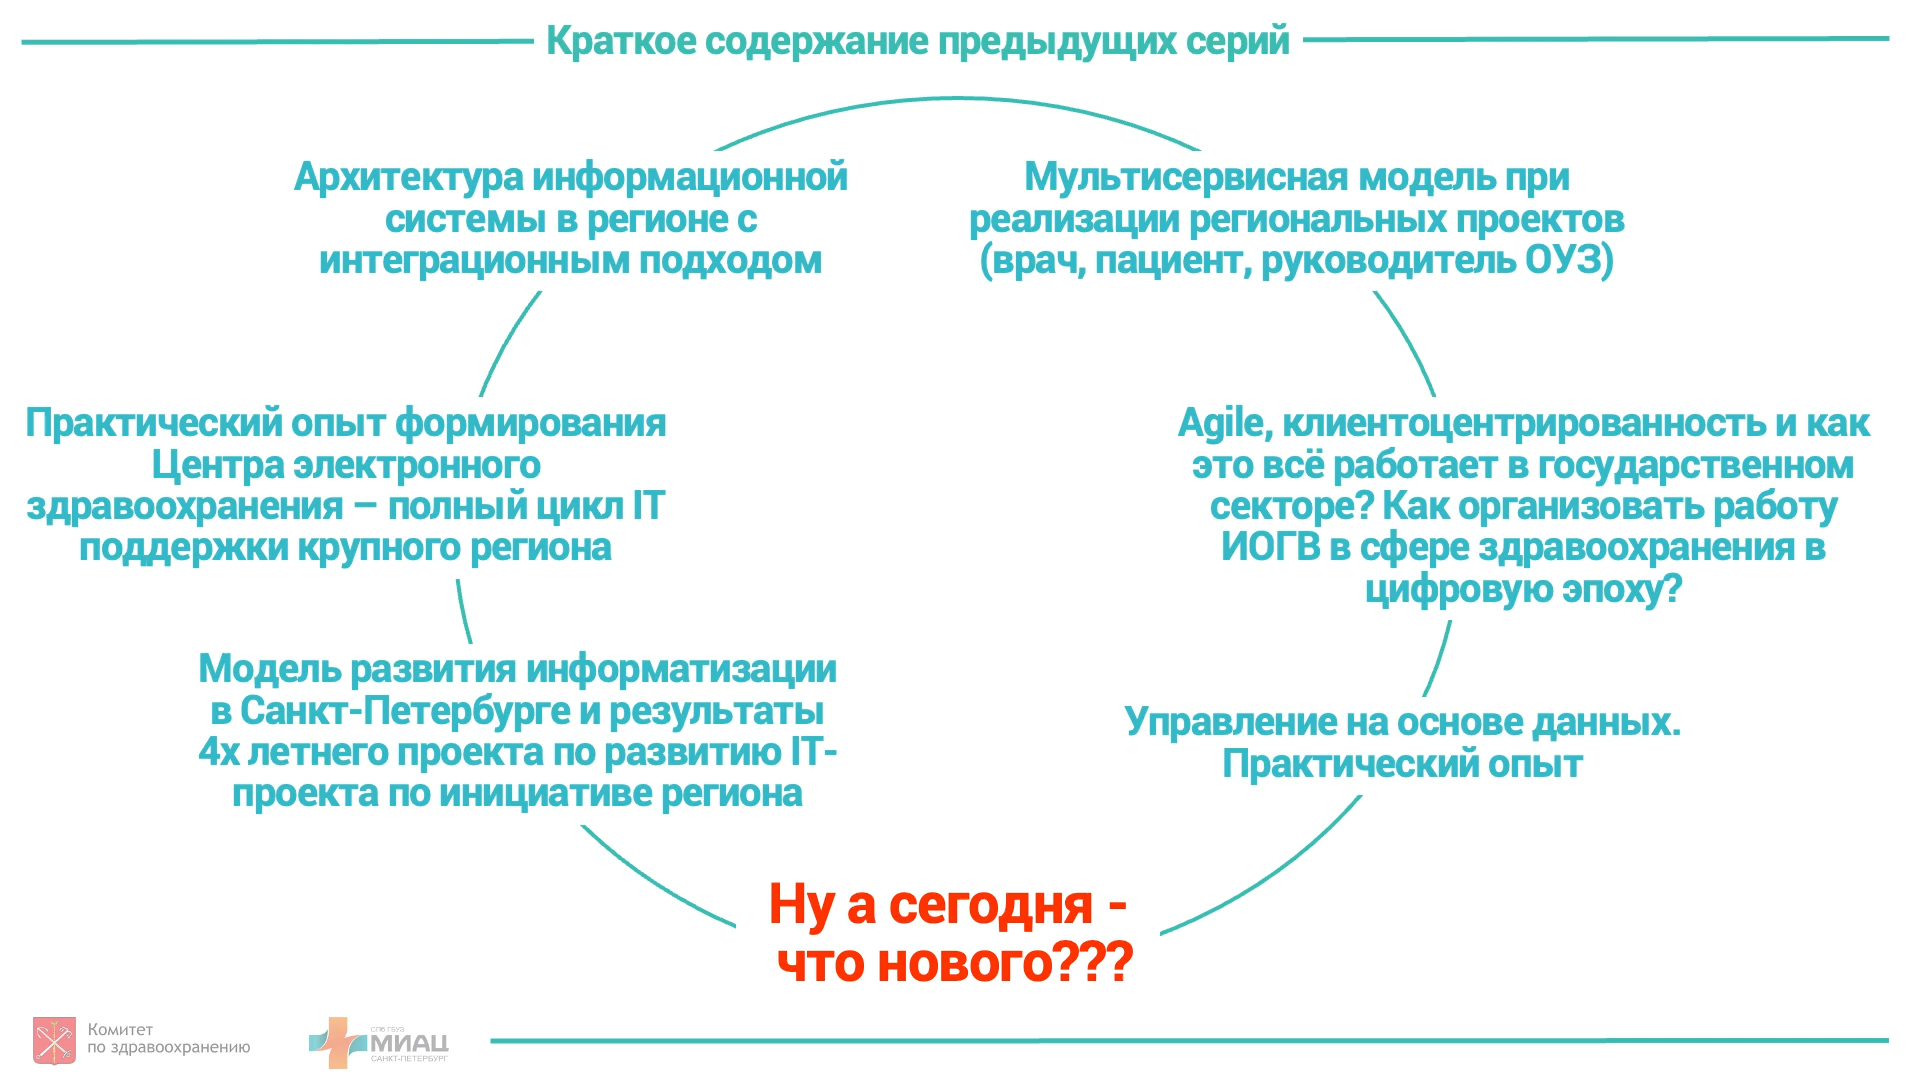 Краткое содержание предыдущих серий
Архитектура информационной
системы в регионе с
интеграционным подходом
Мультисервисная модель при
реализации региональных проектов
(врач, пациент, руководитель ОУЗ)
Практический опыт формирования
Центра электронного
здравоохранения – полный цикл IT
поддержки крупного региона
Agile, клиентоцентрированность и как
это всё работает в государственном
секторе? Как организовать работу
ИОГВ в сфере здравоохранения в
цифровую эпоху?
Модель развития информатизации
в Санкт-Петербурге и результаты
4х летнего проекта по развитию IT-
проекта по инициативе региона
Управление на основе данных.
Практический опыт
Ну а сегодня -
что нового???
Комитет
по здравоохранению
СПб ГБУЗ
МИАЦ
САНКТ-ПЕТЕРБУРГ